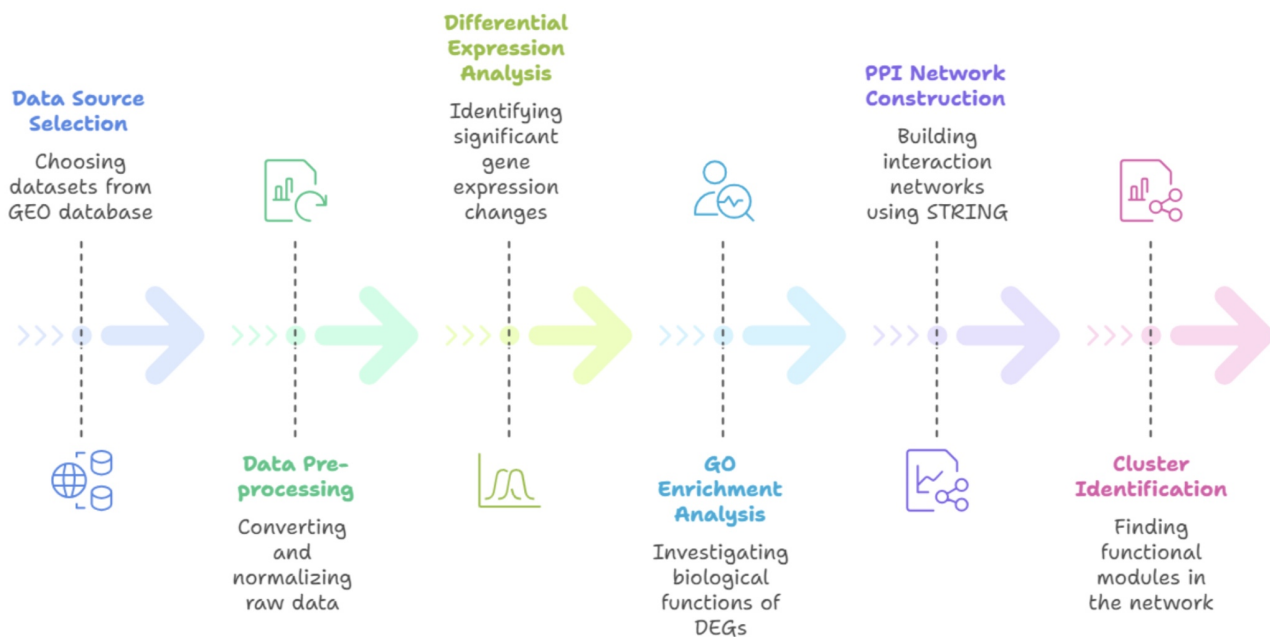 Data Source
Selection
Choosing
datasets from
GEO database
Data Pre-
processing
Converting
and
normalizing
raw data
Differential
Expression
Analysis
Identifying
significant
gene
expression
changes
GO
Enrichment
Analysis
Investigating
biological
functions of
DEGs
PPI Network
Construction
Building
interaction
networks
using STRING
Cluster
Identification
Finding
functional
modules in
the network